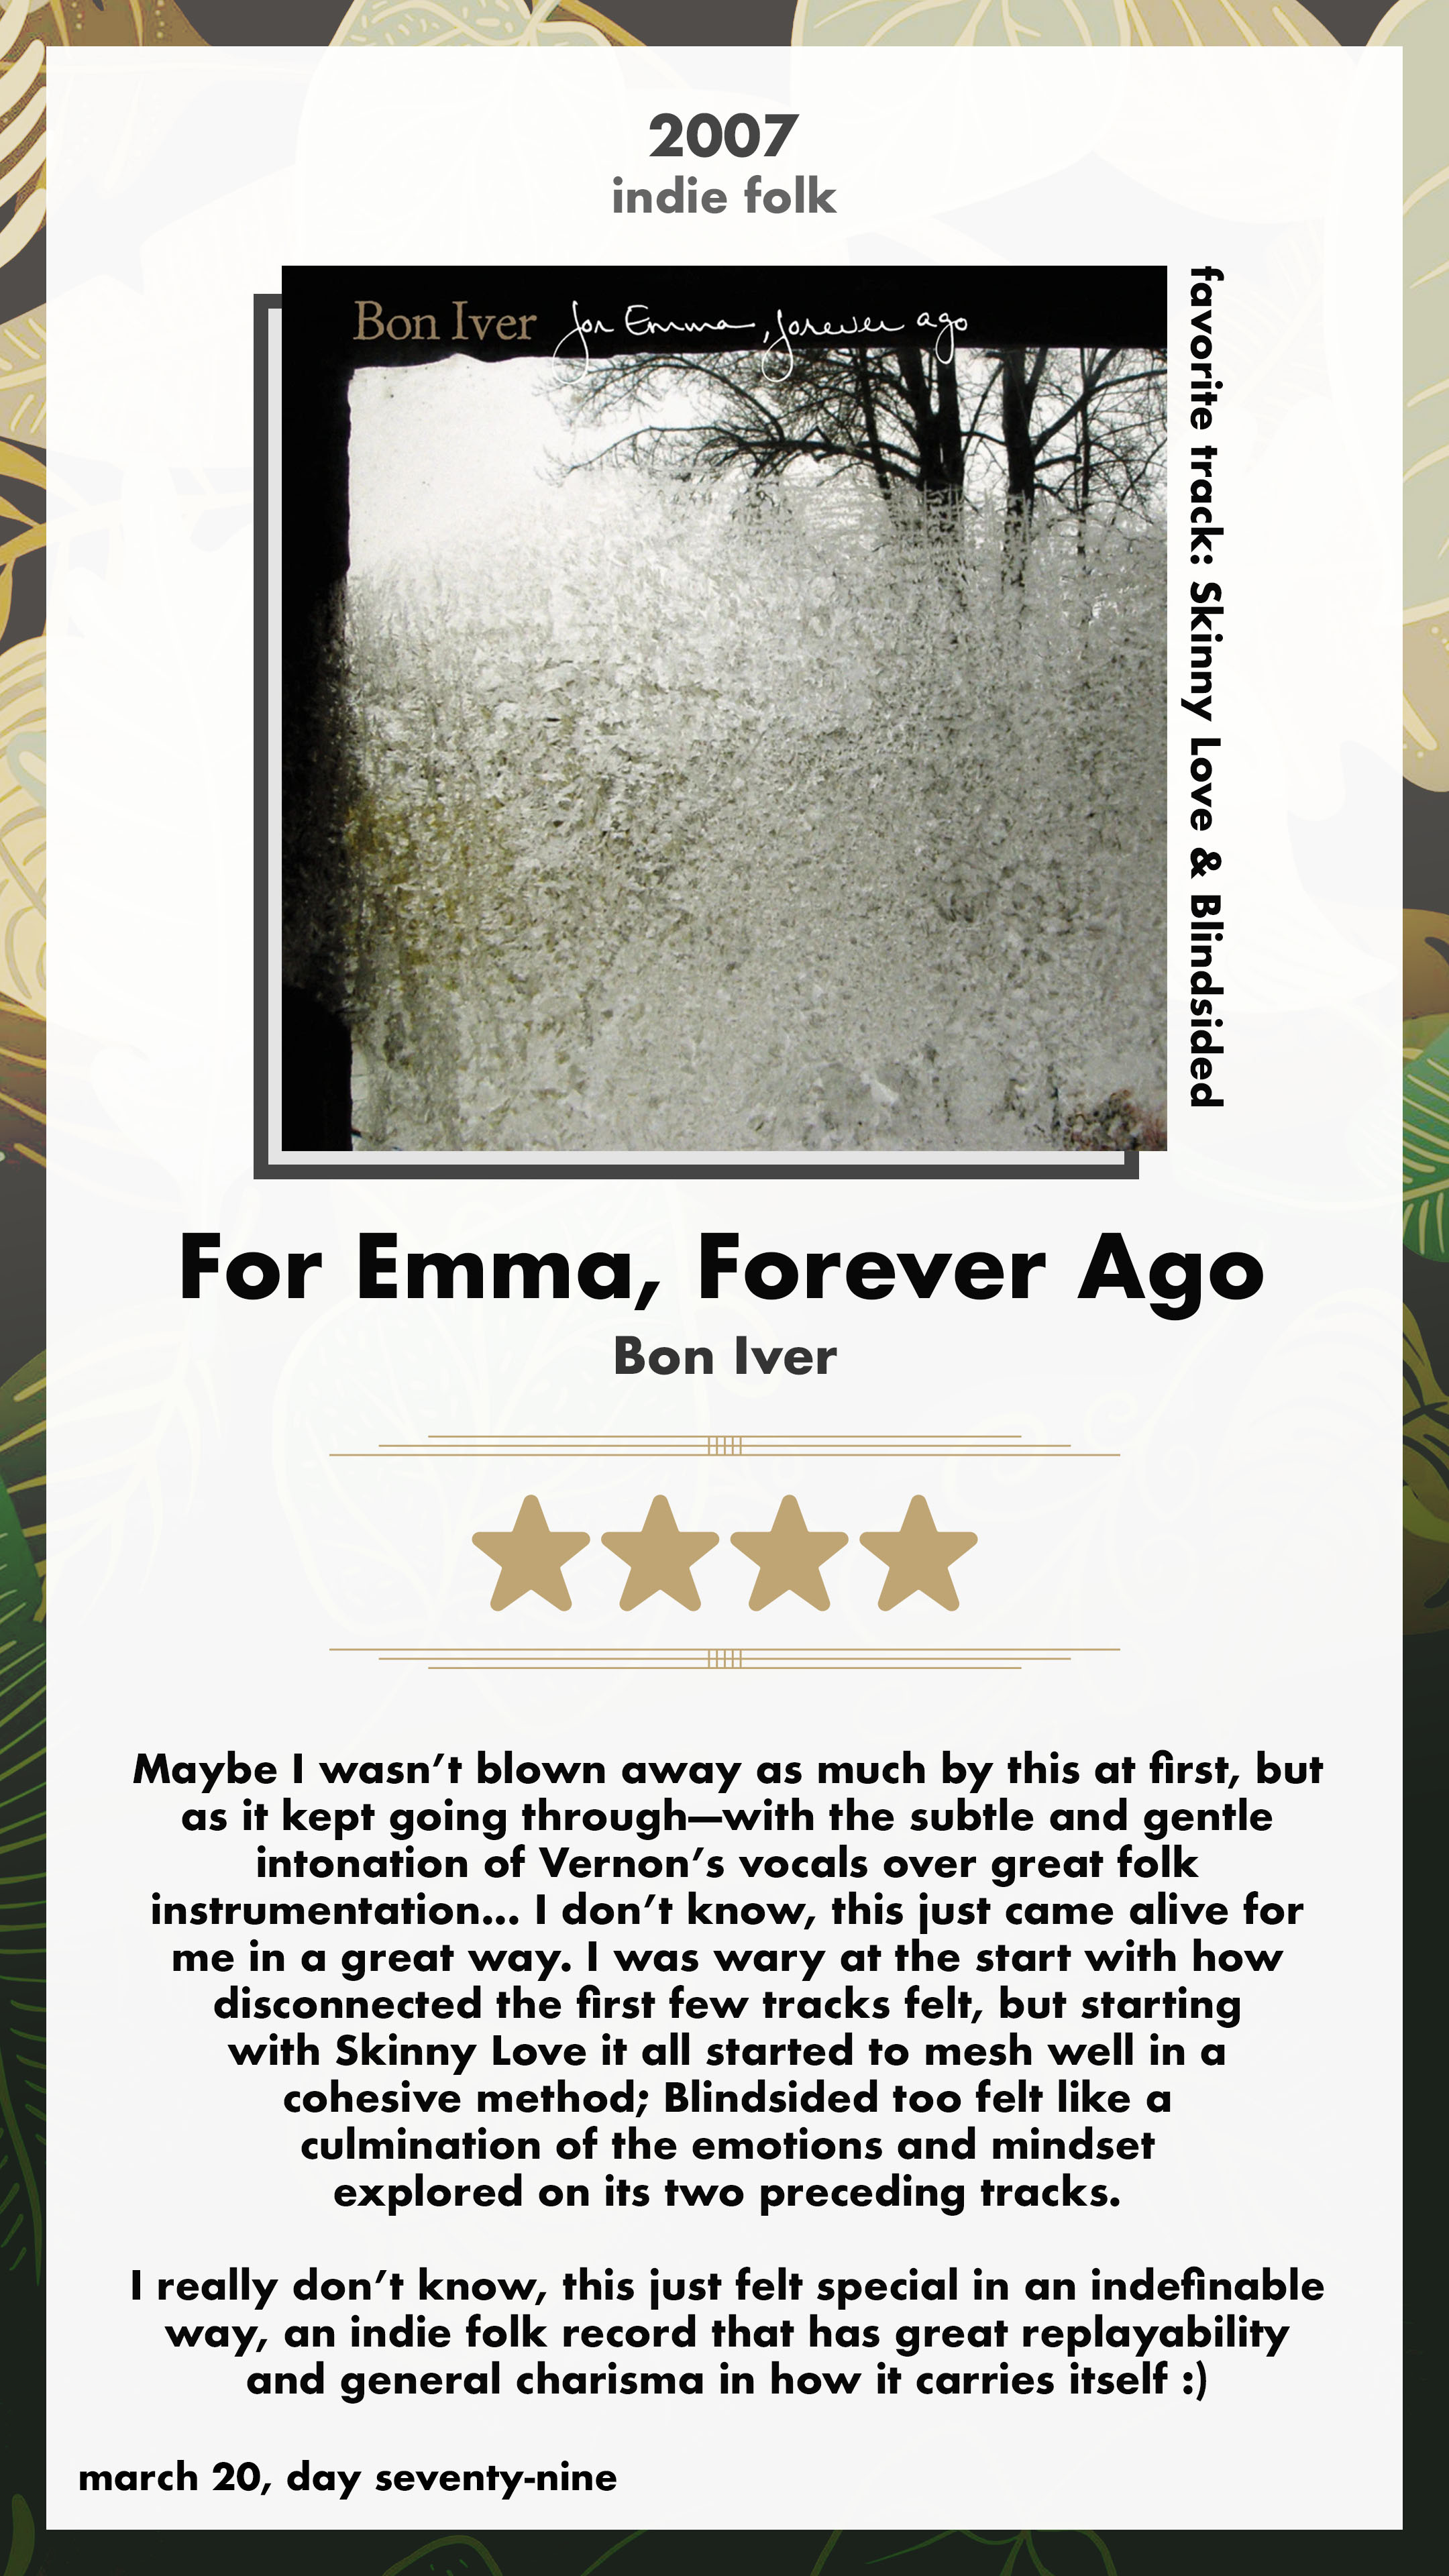 2007
indie folk
Bon Iver for Emma, forever ago
favorite track: Skinny Love & Blindsided
For Emma, Forever Ago
Bon Iver
Maybe I wasn’t blown away as much by this at first, but
as it kept going through—with the subtle and gentle
intonation of Vernon’s vocals over great folk
instrumentation... I don’t know, this just came alive for
me in a great way. I was wary at the start with how
disconnected the first few tracks felt, but starting
with Skinny Love it all started to mesh well in a
cohesive method; Blindsided too felt like a
culmination of the emotions and mindset
explored on its two preceding tracks.
I really don’t know, this just felt special in an indefinable
way, an indie folk record that has great replayability
and general charisma in how it carries itself :)
march 20, day seventy-nine